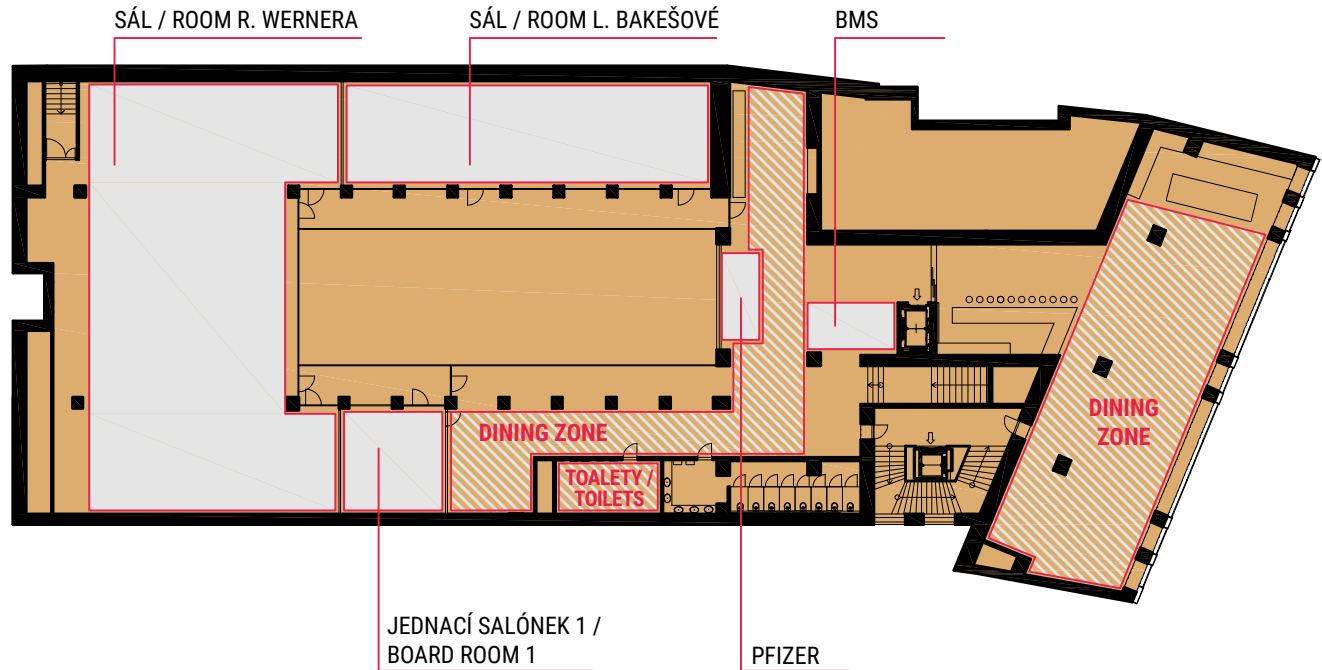 SÁL / ROOM R. WERNERA
SÁL / ROOM L. BAKEŠOVÉ
BMS
DINING
ZONE
DINING ZONE
TOALETY /
TOILETS
JEDNACÍ SALÓNEK 1 /
BOARD ROOM 1
PFIZER